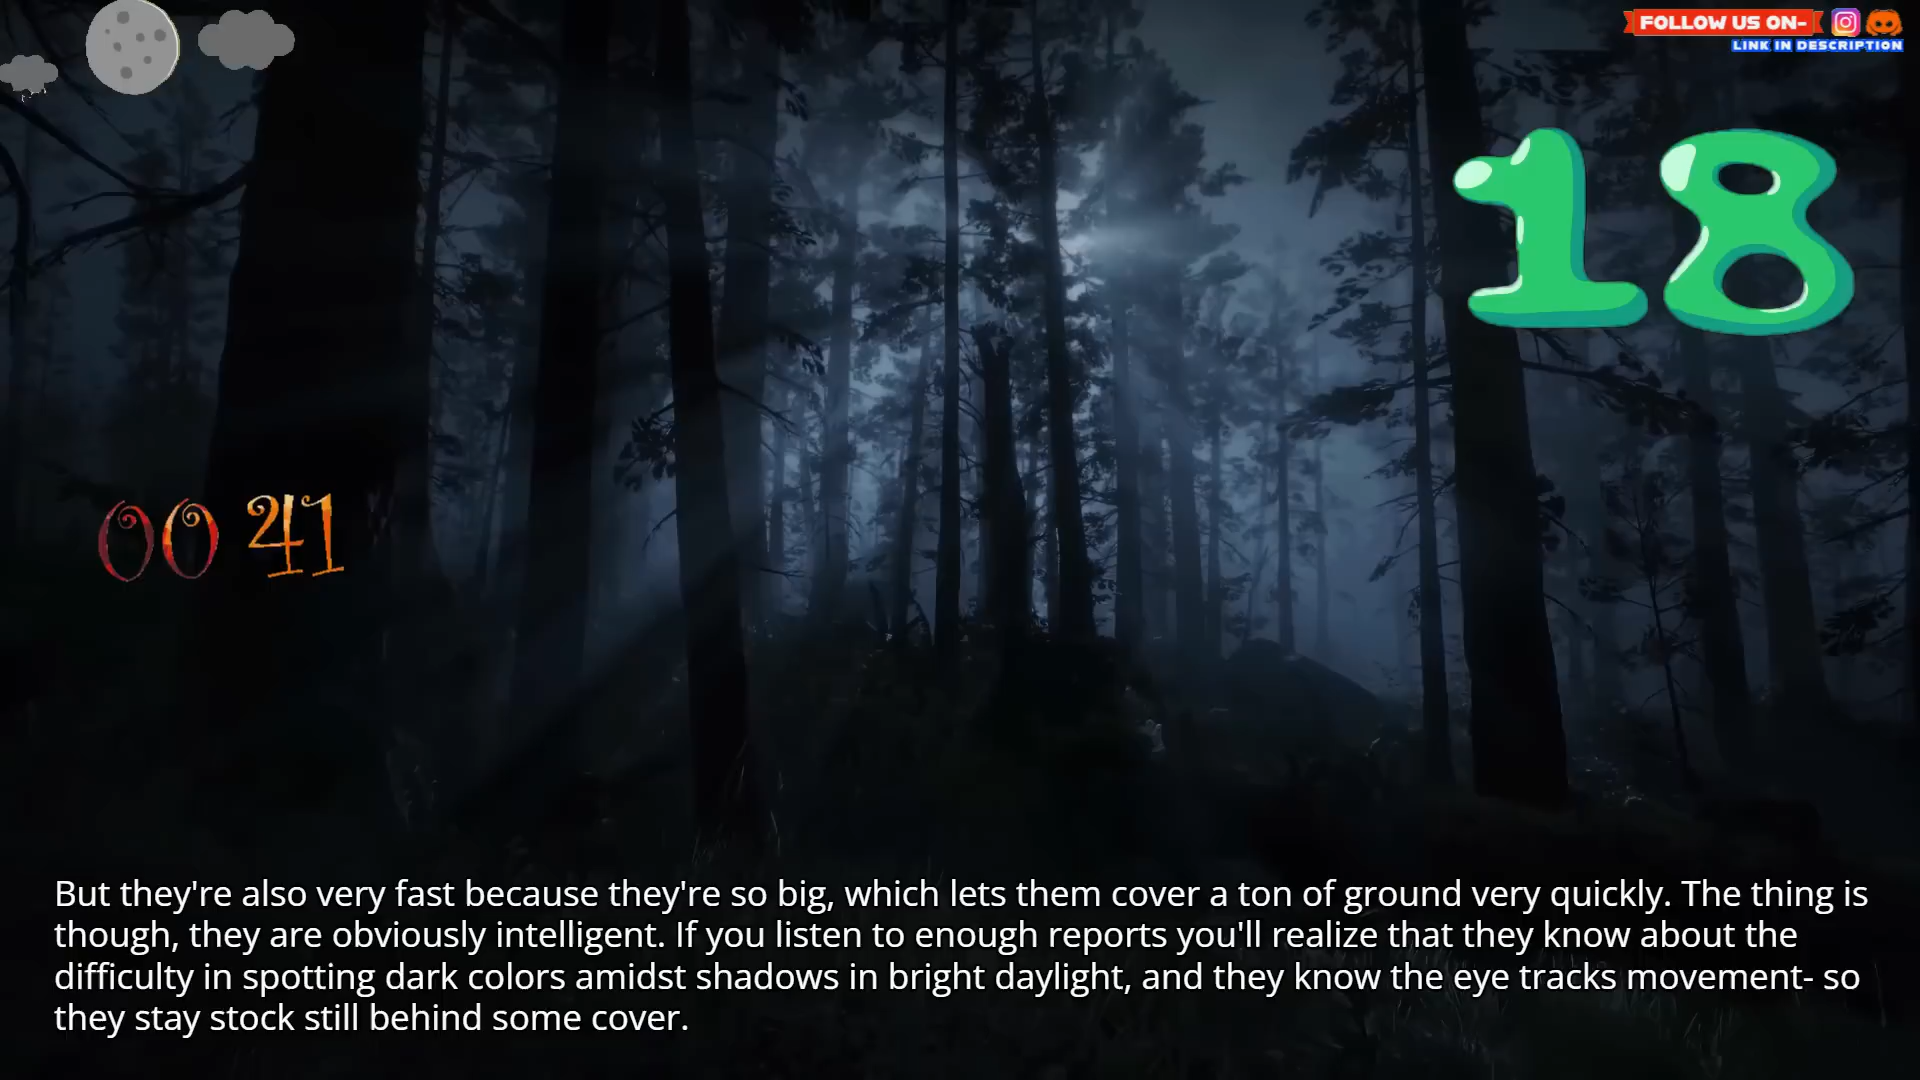 FOLLOW US ON-
LINK IN DESCRIPTION
18
00 41
But they're also very fast because they're so big, which lets them cover a ton of ground very quickly. The thing is
though, they are obviously intelligent. If you listen to enough reports you'll realize that they know about the
difficulty in spotting dark colors amidst shadows in bright daylight, and they know the eye tracks movement- so
they stay stock still behind some cover.